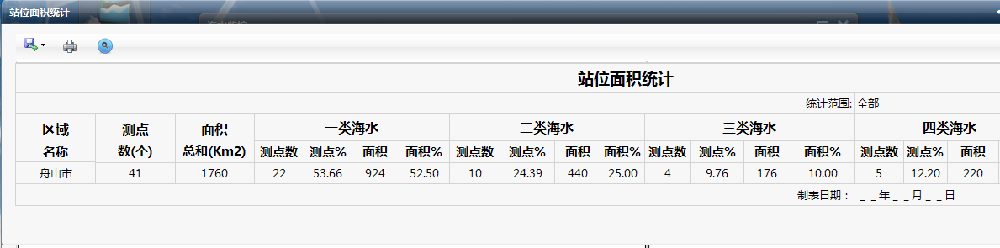 站位面积统计
站位面积统计
统计范围: 全部
区域名称 测点数(个) 面积总和(Km2) 一类海水 二类海水 三类海水 四类海水
测点数 测点% 面积 面积% 测点数 测点% 面积 面积% 测点数 测点% 面积 面积% 测点数 测点% 面积
舟山市 41 1760 22 53.66 924 52.50 10 24.39 440 25.00 4 9.76 176 10.00 5 12.20 220
制表日期： _ _年_ _月_ _日